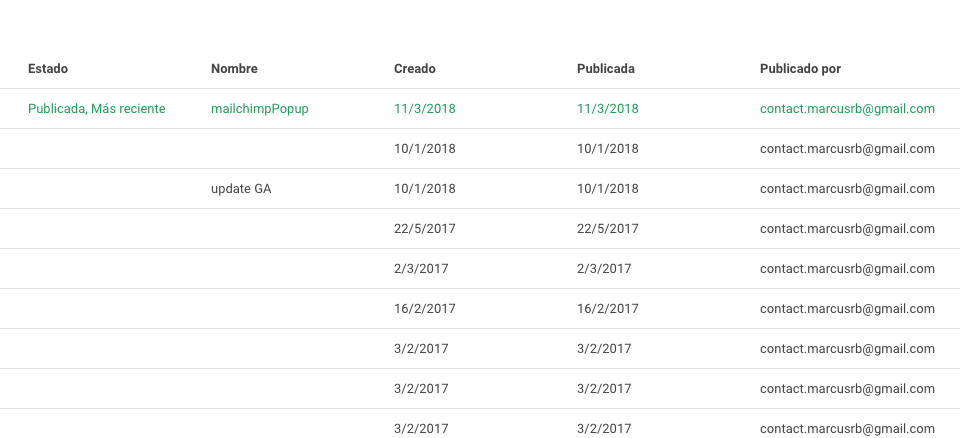 Estado Nombre Creado Publicada Publicado por
Publicada, Más reciente mailchimpPopup 11/3/2018 11/3/2018 contact.marcusrb@gmail.com
10/1/2018 10/1/2018 contact.marcusrb@gmail.com
update GA 10/1/2018 10/1/2018 contact.marcusrb@gmail.com
22/5/2017 22/5/2017 contact.marcusrb@gmail.com
2/3/2017 2/3/2017 contact.marcusrb@gmail.com
16/2/2017 16/2/2017 contact.marcusrb@gmail.com
3/2/2017 3/2/2017 contact.marcusrb@gmail.com
3/2/2017 3/2/2017 contact.marcusrb@gmail.com
3/2/2017 3/2/2017 contact.marcusrb@gmail.com